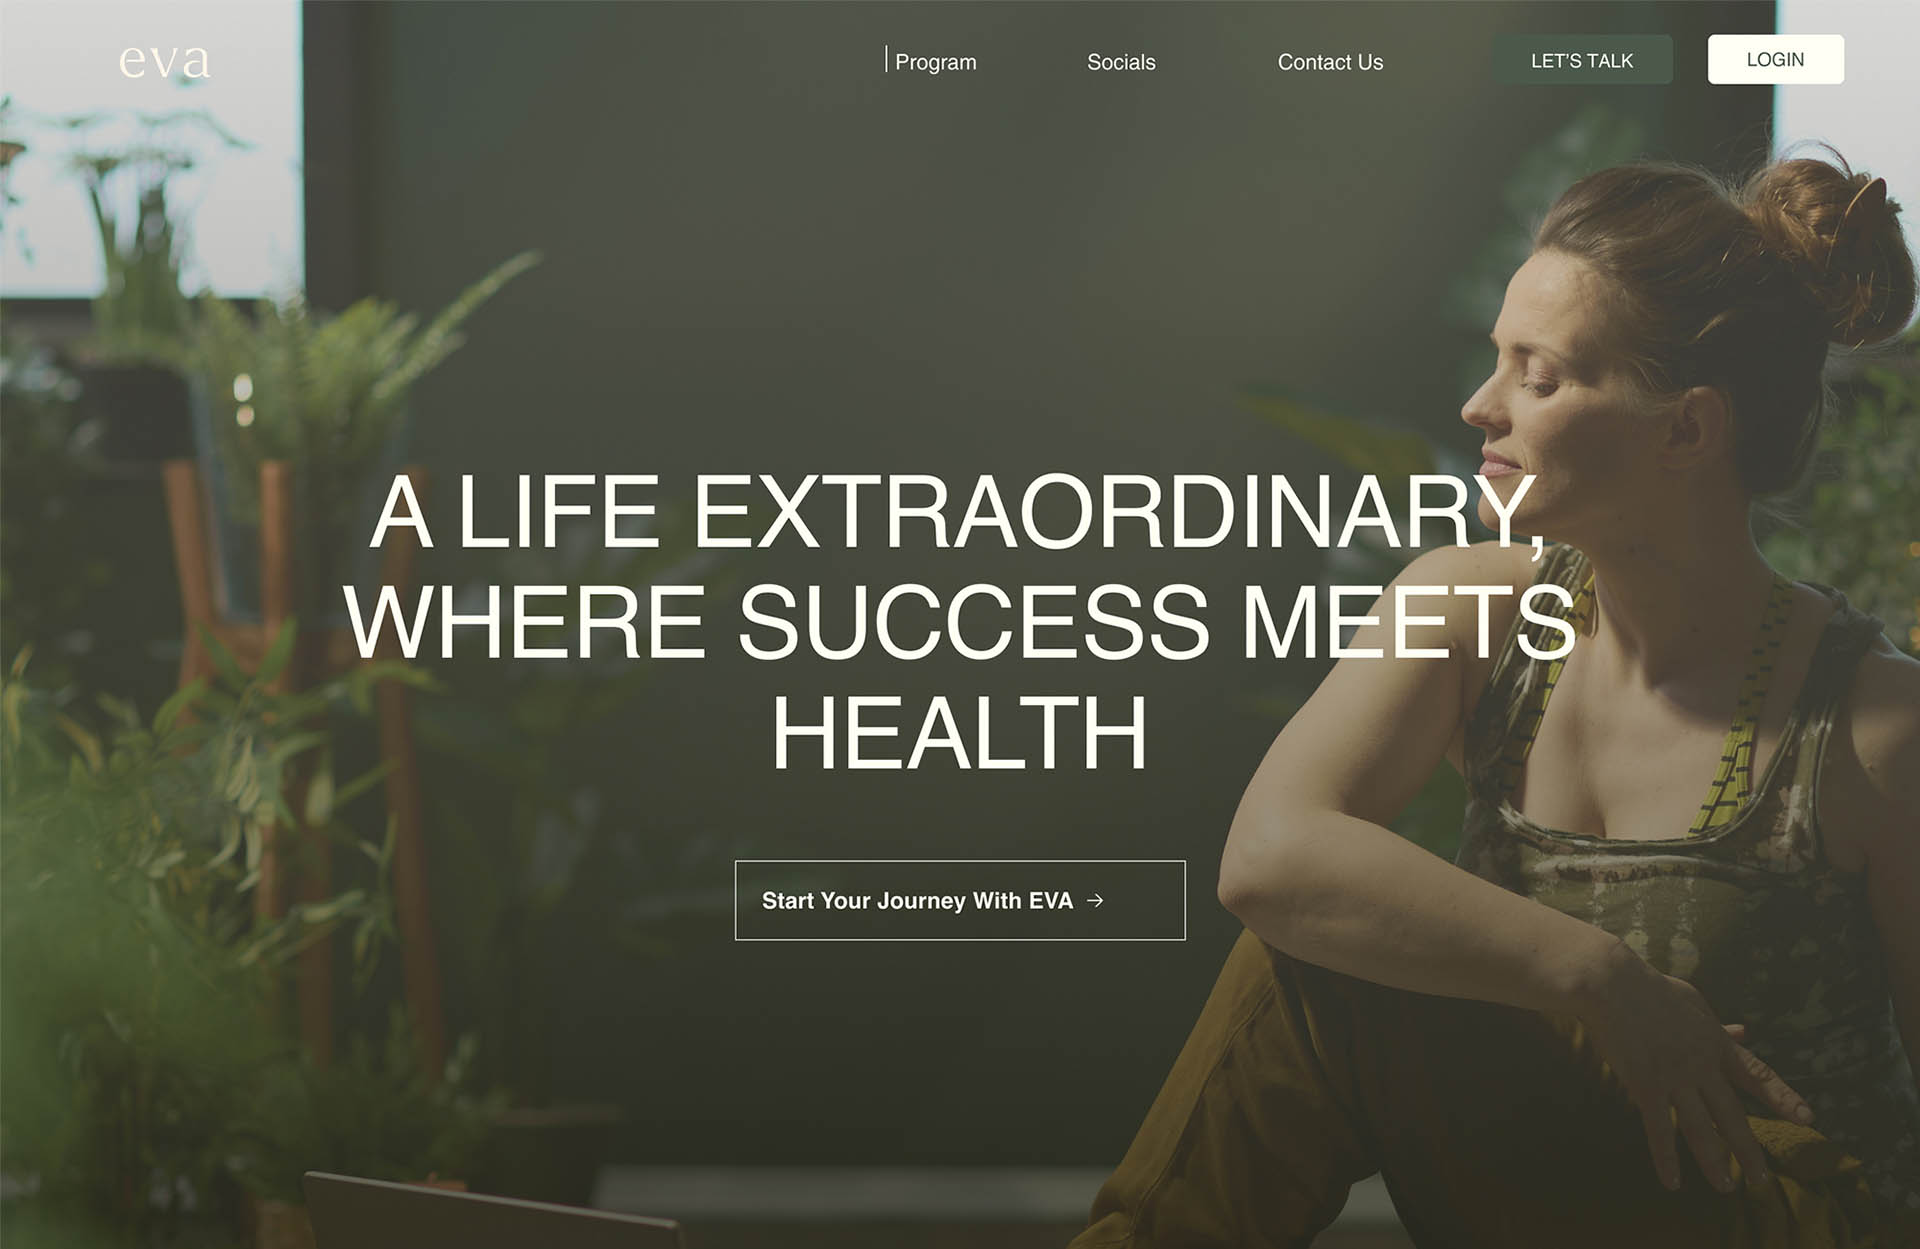 eva
Program
Socials
Contact Us
LET'S TALK
LOGIN
A LIFE EXTRAORDINARY,
WHERE SUCCESS MEETS
HEALTH
Start Your Journey With EVA →